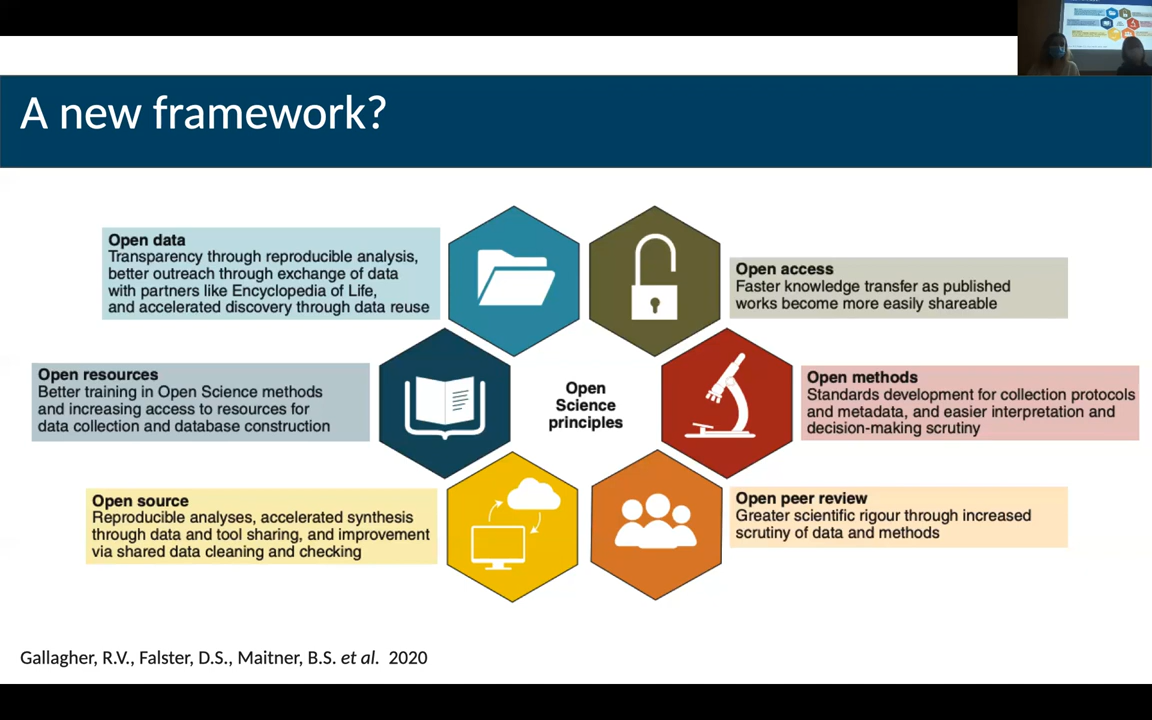 A new framework?
Open data
Transparency through reproducible analysis,
better outreach through exchange of data
with partners like Encyclopedia of Life,
and accelerated discovery through data reuse
Open access
Faster knowledge transfer as published
works become more easily shareable
Open resources
Better training in Open Science methods
and increasing access to resources for
data collection and database construction
Open
Science
principles
Open methods
Standards development for collection protocols
and metadata, and easier interpretation and
decision-making scrutiny
Open source
Reproducible analyses, accelerated synthesis
through data and tool sharing, and improvement
via shared data cleaning and checking
Open peer review
Greater scientific rigour through increased
scrutiny of data and methods
Gallagher, R.V., Falster, D.S., Maitner, B.S. et al.  2020